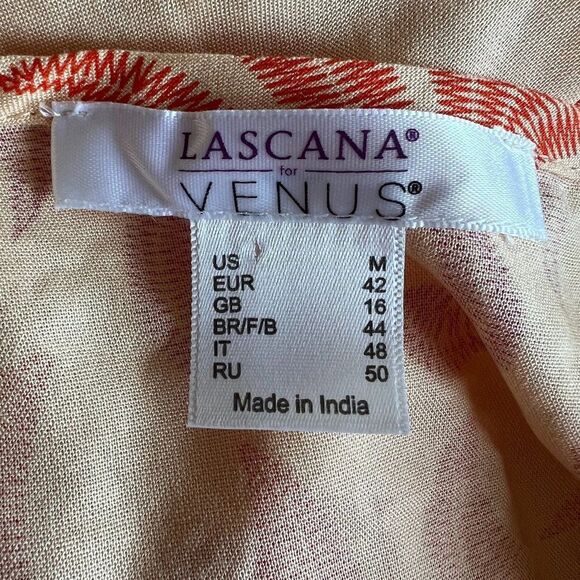 LASCANA®
for
VENUS®
US M
EUR 42
GB 16
BR/F/B 44
IT 48
RU 50
Made in India